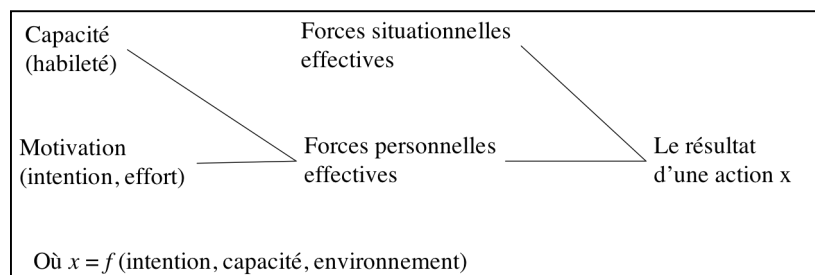 Capacité
(habileté)
Forces situationnelles
effectives
Motivation
(intention, effort)
Forces personnelles
effectives
Le résultat
d’une action x
Où x = f (intention, capacité, environnement)